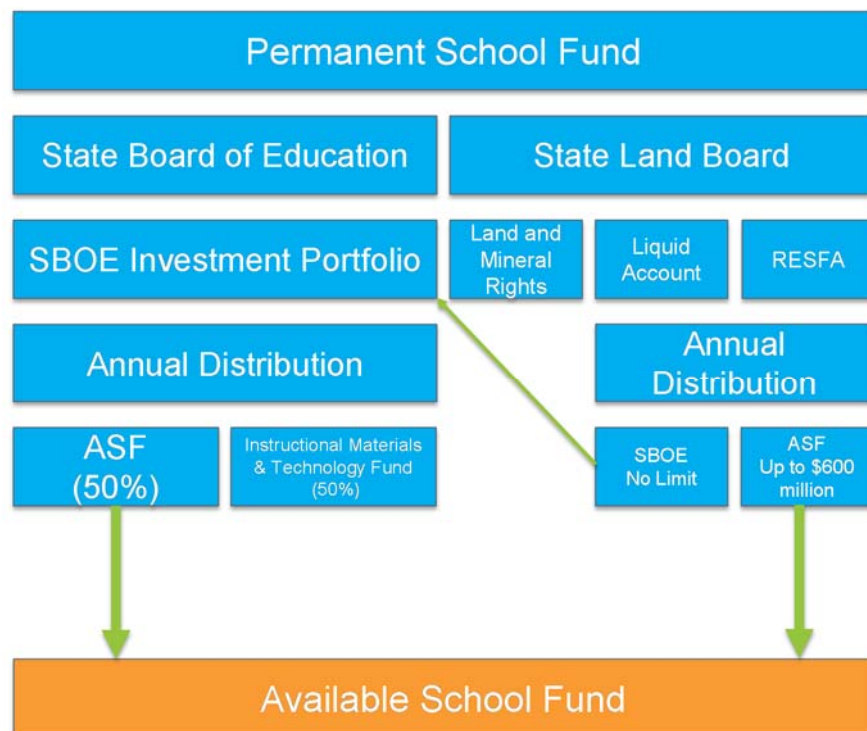 Permanent School Fund
State Board of Education
State Land Board
SBOE Investment Portfolio
Land and
Mineral
Rights
Liquid
Account
RESFA
Annual Distribution
Annual
Distribution
ASF
(50%)
Instructional Materials
& Technology Fund
(50%)
SBOE
No Limit
ASF
Up to $600
million
Available School Fund